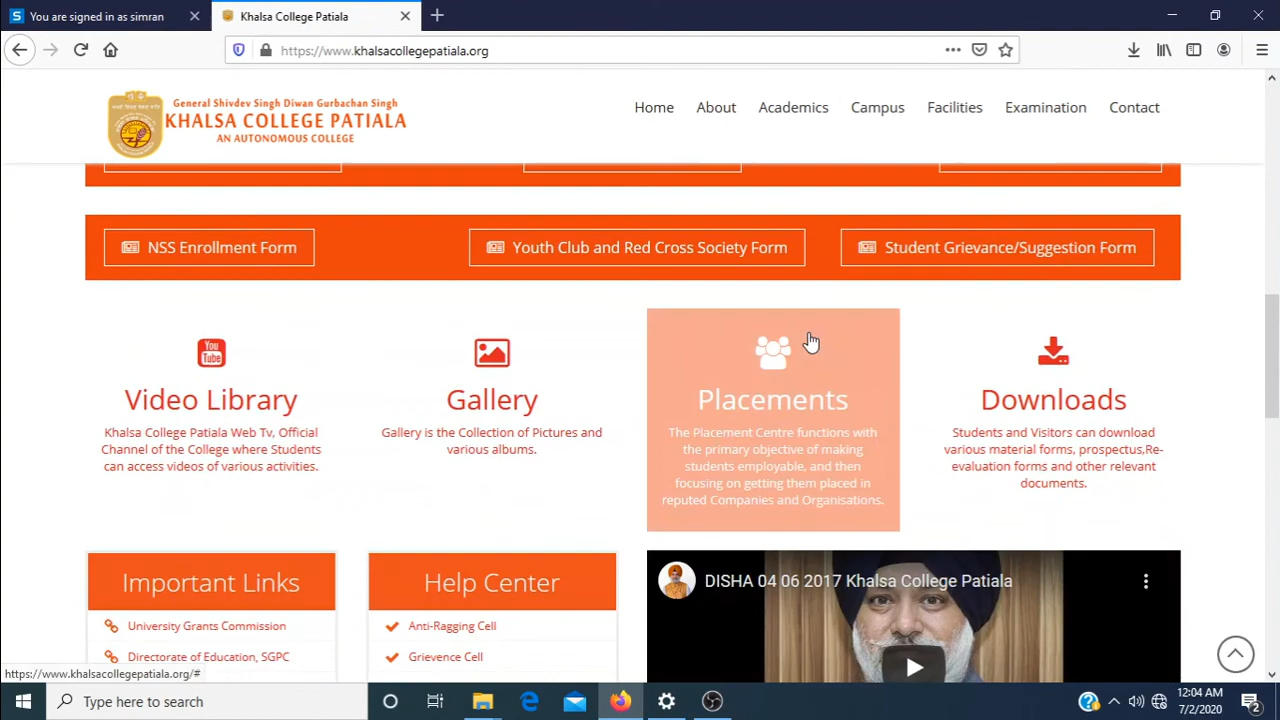 You are signed in as simran
Khalsa College Patiala
https://www.khalsacollegepatiala.org
General Shivdev Singh Diwan Gurbachan Singh
KHALSA COLLEGE PATIALA
AN AUTONOMOUS COLLEGE
Home About Academics Campus Facilities Examination Contact
NSS Enrollment Form
Youth Club and Red Cross Society Form
Student Grievance/Suggestion Form
You
Tube
Video Library
Khalsa College Patiala Web Tv, Official
Channel of the College where Students
can access videos of various activities.
Gallery
Gallery is the Collection of Pictures and
various albums.
Placements
The Placement Centre functions with
the primary objective of making
students employable, and then
focusing on getting them placed in
reputed Companies and Organisations.
Downloads
Students and Visitors can download
various material forms, prospectus,Re-
evaluation forms and other relevant
documents.
Important Links
University Grants Commission
Directorate of Education, SGPC
Help Center
Anti-Ragging Cell
Grievence Cell
DISHA 04 06 2017 Khalsa College Patiala
https://www.khalsacollegepatiala.org/#
Type here to search
12:04 AM
7/2/2020
2